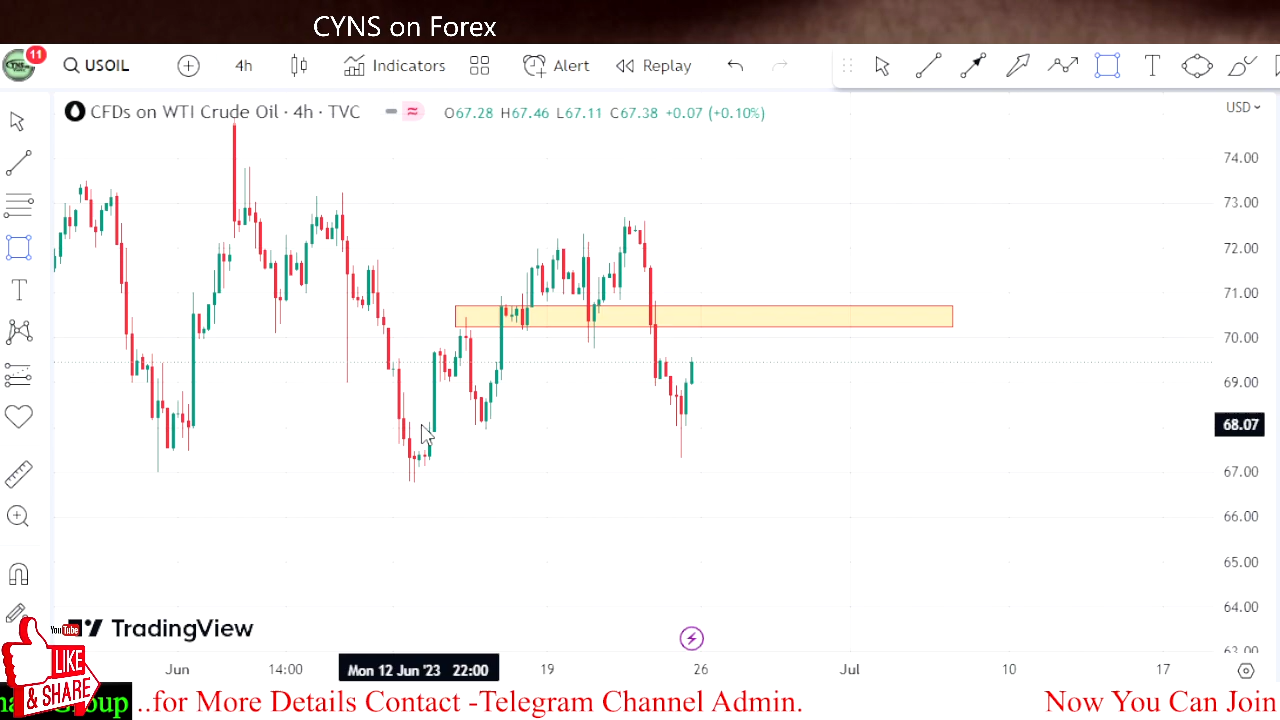 CYNS on Forex
11
USOIL 4h Indicators Alert Replay
CFDs on WTI Crude Oil · 4h · TVC O67.28 H67.46 L67.11 C67.38 +0.07 (+0.10%)
USD
74.00
73.00
72.00
71.00
70.00
69.00
68.07
67.00
66.00
65.00
64.00
63.00
TradingView
Jun 14:00 Mon 12 Jun '23 22:00 19 26 Jul 10 17
YouTube
LIKE
& SHARE
Group ..for More Details Contact -Telegram Channel Admin. Now You Can Join